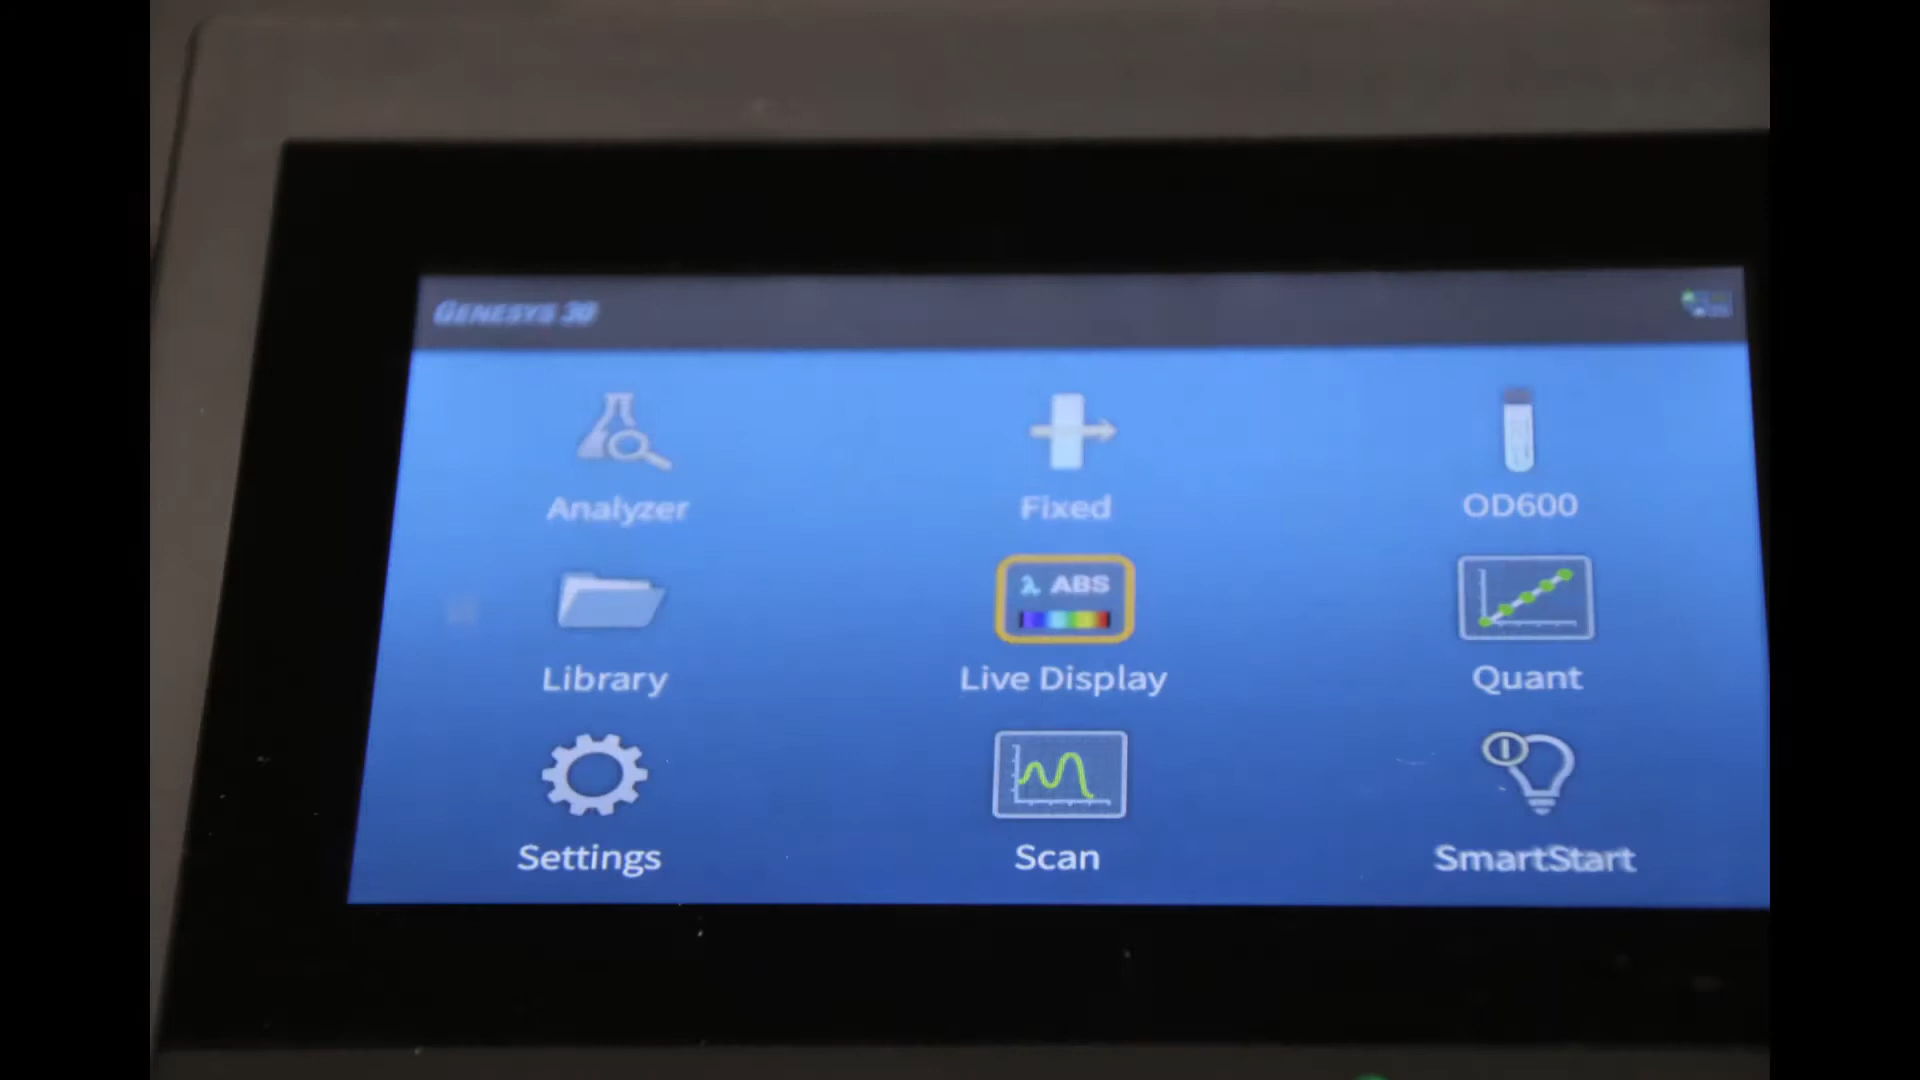 GENESYS 30
Analyzer
Fixed
OD600
Library
λ ABS
Live Display
Quant
Settings
Scan
SmartStart